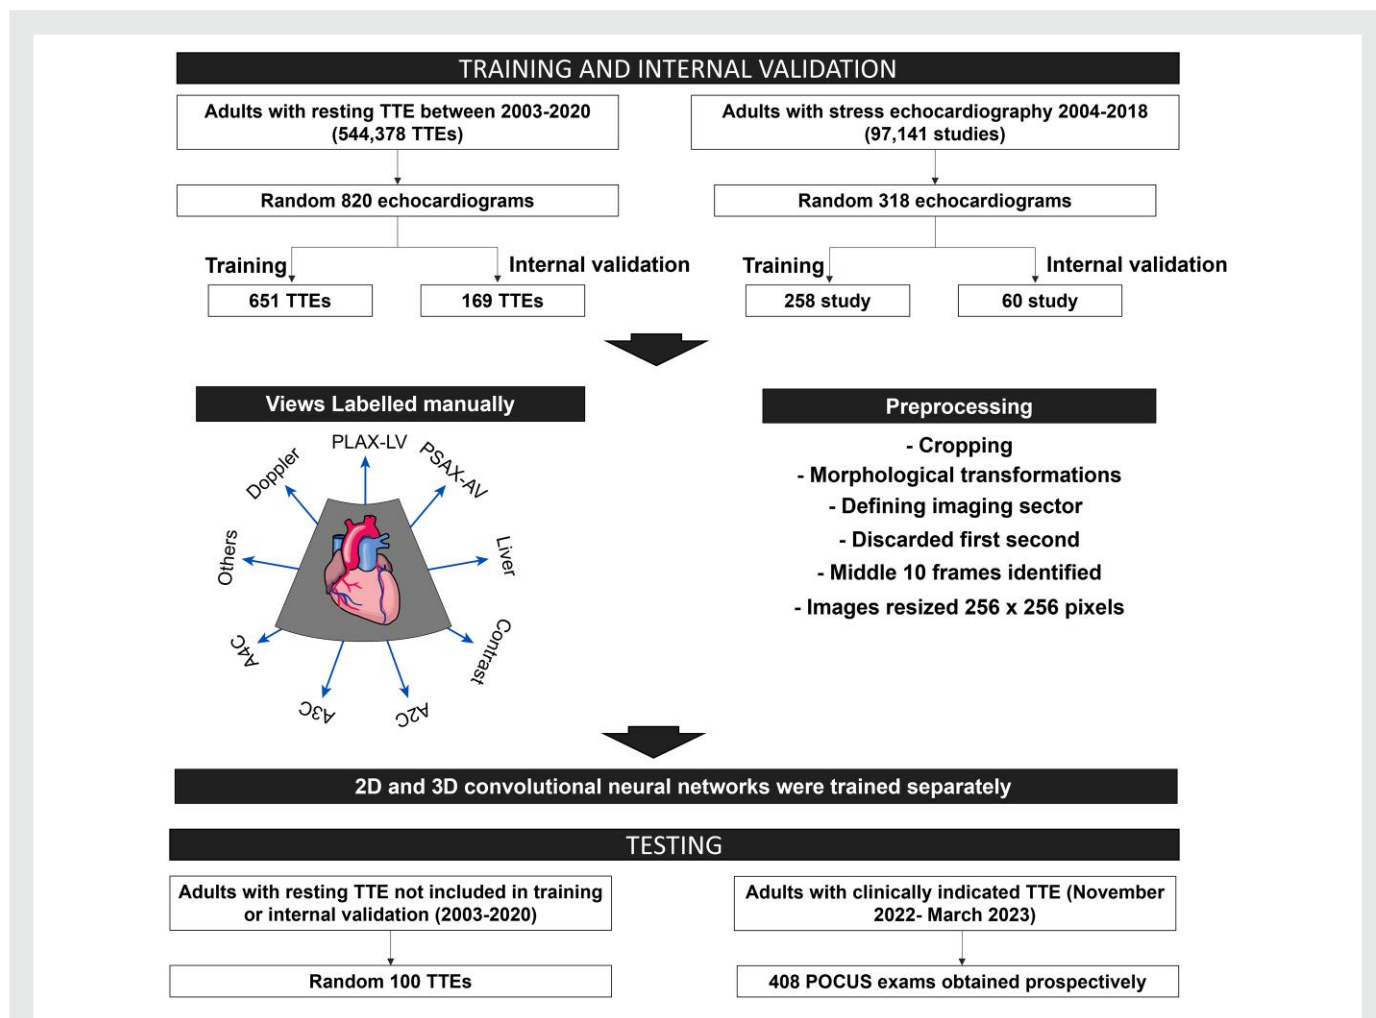 TRAINING AND INTERNAL VALIDATION
Adults with resting TTE between 2003-2020
(544,378 TTEs)
Adults with stress echocardiography 2004-2018
(97,141 studies)
Random 820 echocardiograms
Random 318 echocardiograms
Training
Internal validation
Training
Internal validation
651 TTEs
169 TTEs
258 study
60 study
Views Labelled manually
PLAX-LV
PSAX-AV
Liver
Contrast
A2C
A3C
A4C
Others
Doppler
Preprocessing
- Cropping
- Morphological transformations
- Defining imaging sector
- Discarded first second
- Middle 10 frames identified
- Images resized 256 x 256 pixels
2D and 3D convolutional neural networks were trained separately
TESTING
Adults with resting TTE not included in training
or internal validation (2003-2020)
Adults with clinically indicated TTE (November
2022- March 2023)
Random 100 TTEs
408 POCUS exams obtained prospectively